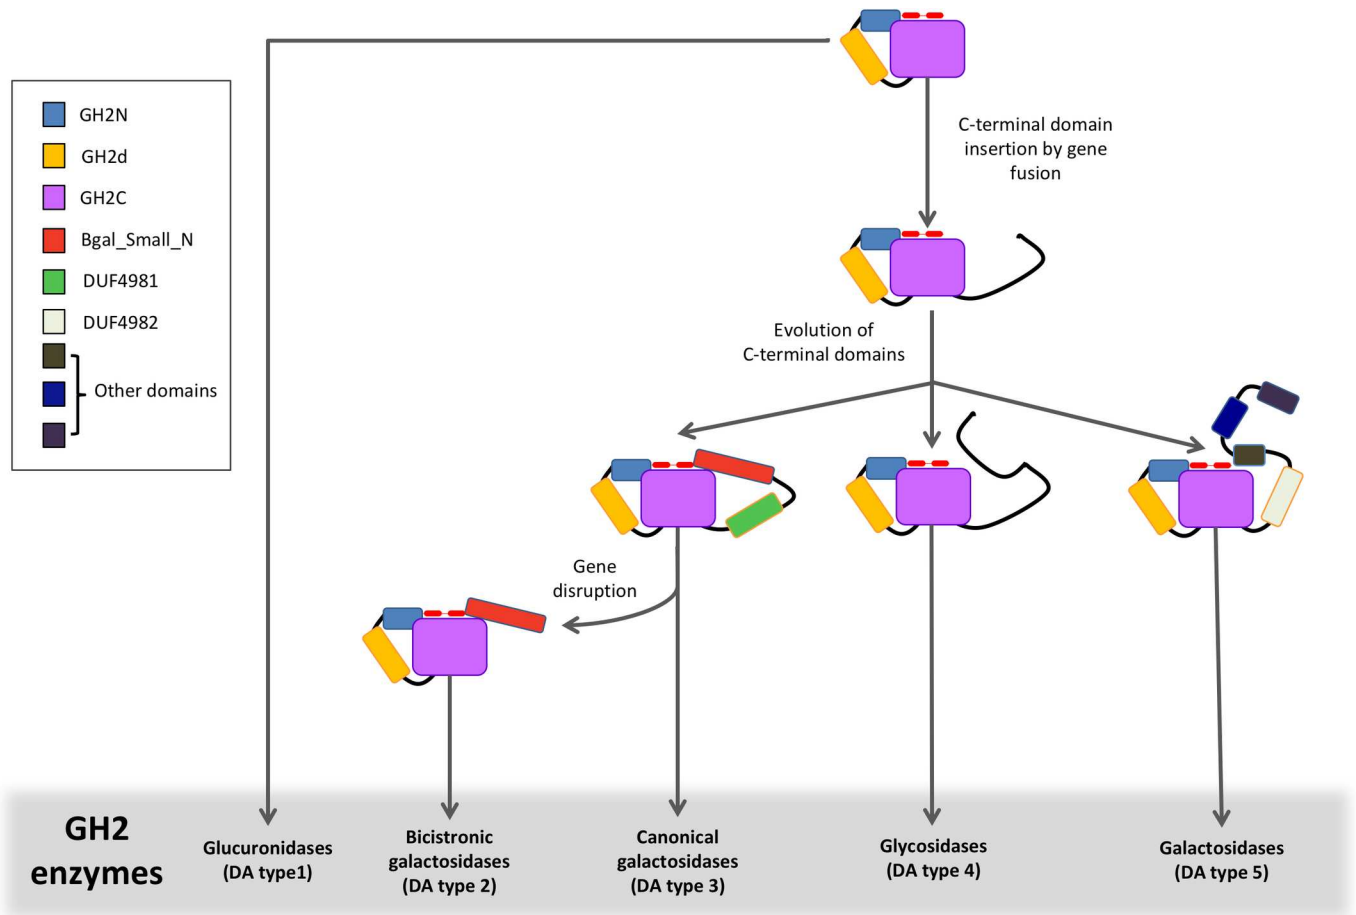 GH2N
GH2d
GH2C
Bgal_Small_N
DUF4981
DUF4982
Other domains
C-terminal domain
insertion by gene
fusion
Evolution of
C-terminal domains
Gene
disruption
GH2
enzymes
Glucuronidases
(DA type1)
Bicistronic
galactosidases
(DA type 2)
Canonical
galactosidases
(DA type 3)
Glycosidases
(DA type 4)
Galactosidases
(DA type 5)